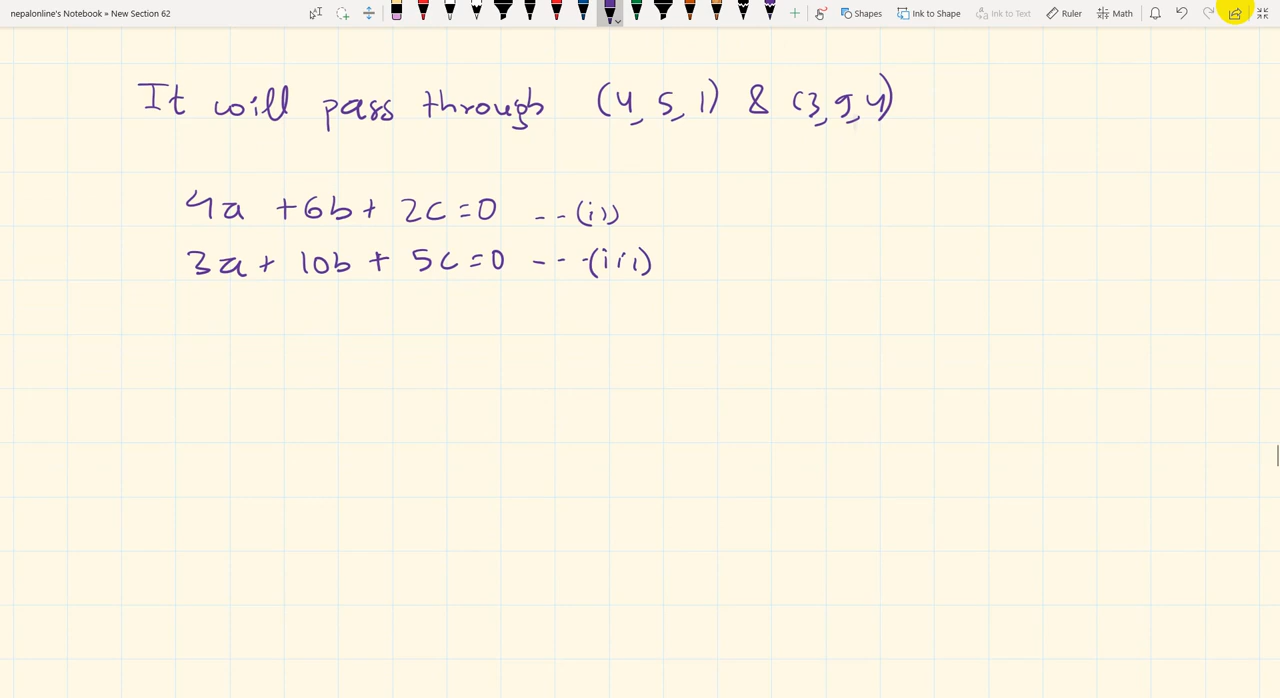 nepalonline's Notebook » New Section 62
Shapes Ink to Shape Ink to Text Ruler Math
It will pass through (4, 5, 1) & (3, 9, 4)
4a + 6b + 2c = 0 -- (ii)
3a + 10b + 5c = 0 --- (iii)